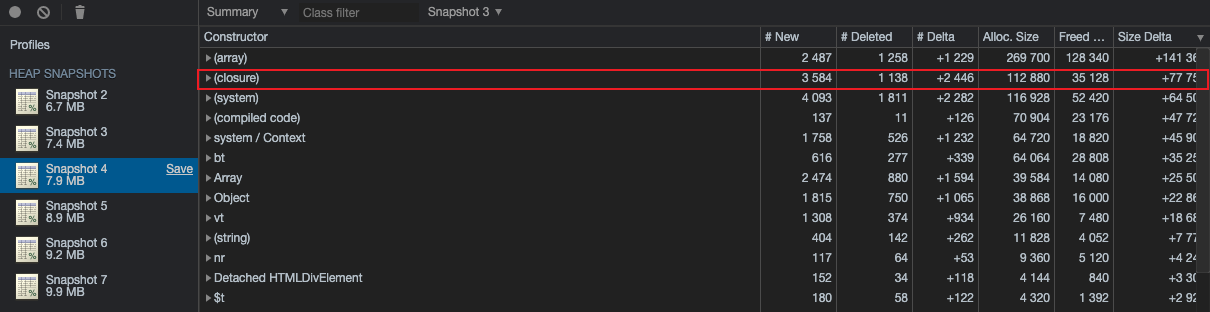 Summary ▼ Class filter Snapshot 3 ▼
Profiles
HEAP SNAPSHOTS
Snapshot 2
6.7 MB
Snapshot 3
7.4 MB
Snapshot 4 Save
7.9 MB
Snapshot 5
8.9 MB
Snapshot 6
9.2 MB
Snapshot 7
9.9 MB
Constructor # New # Deleted # Delta Alloc. Size Freed ... Size Delta ▼
(array) 2 487 1 258 +1 229 269 700 128 340 +141 36
(closure) 3 584 1 138 +2 446 112 880 35 128 +77 75
(system) 4 093 1 811 +2 282 116 928 52 420 +64 50
(compiled code) 137 11 +126 70 904 23 176 +47 72
system / Context 1 758 526 +1 232 64 720 18 820 +45 90
bt 616 277 +339 64 064 28 808 +35 25
Array 2 474 880 +1 594 39 584 14 080 +25 50
Object 1 815 750 +1 065 38 868 16 000 +22 86
vt 1 308 374 +934 26 160 7 480 +18 68
(string) 404 142 +262 11 828 4 052 +7 77
nr 117 64 +53 9 360 5 120 +4 24
Detached HTMLDivElement 152 34 +118 4 144 840 +3 30
$t 180 58 +122 4 320 1 392 +2 92